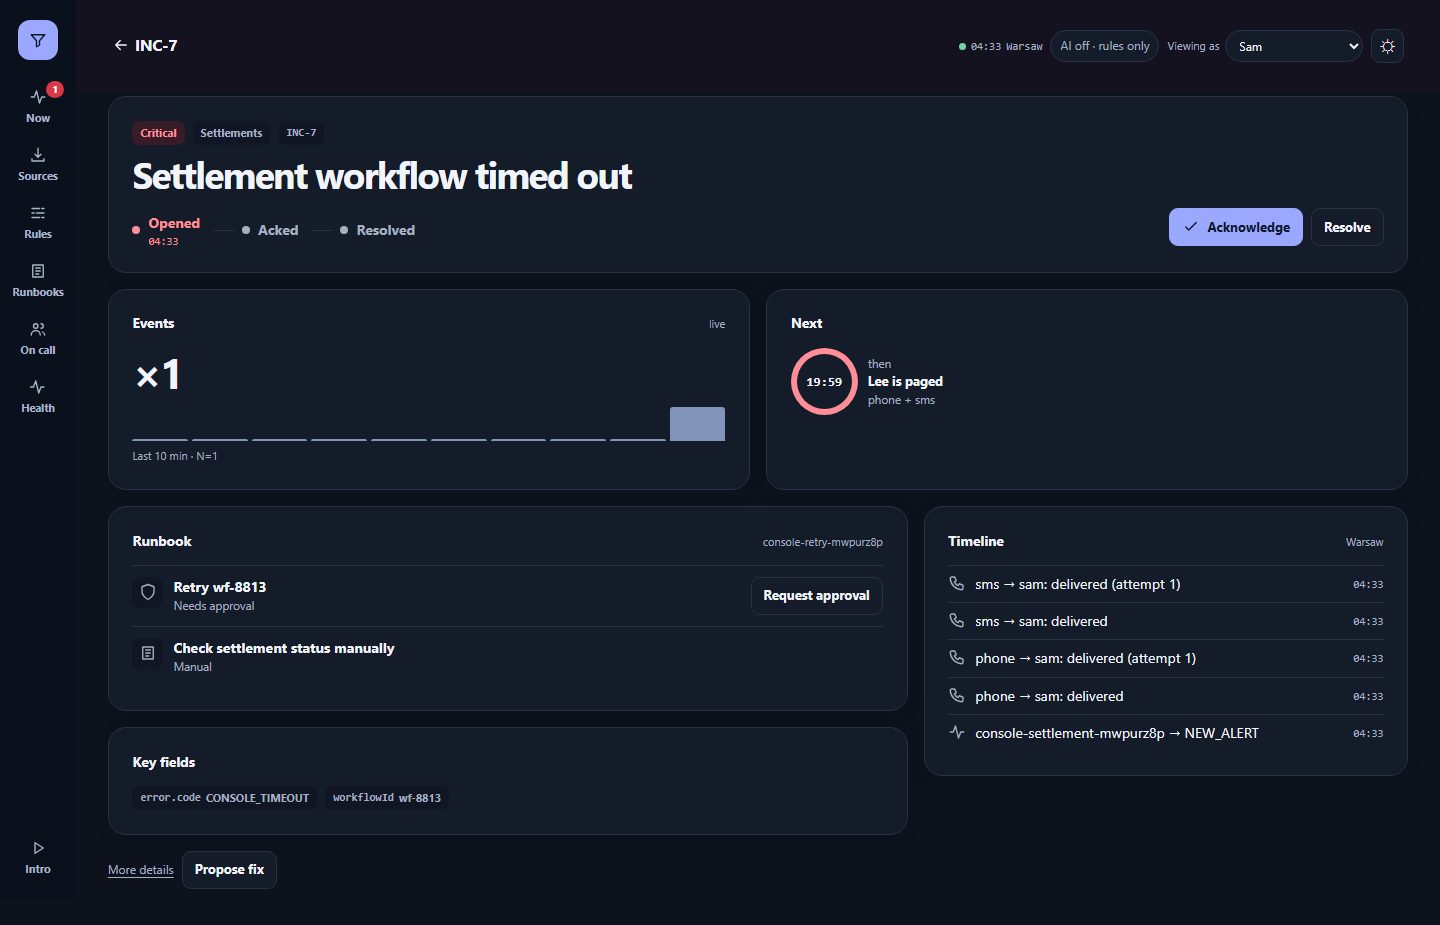 1
Now
Sources
Rules
Runbooks
On call
Health
Intro
← INC-7
04:33 Warsaw
AI off · rules only
Viewing as
Sam
Critical
Settlements
INC-7
Settlement workflow timed out
Opened
04:33
Acked
Resolved
Acknowledge
Resolve
Events
live
×1
Last 10 min · N=1
Next
19:59
then
Lee is paged
phone + sms
Runbook
console-retry-mwpurz8p
Retry wf-8813
Needs approval
Request approval
Check settlement status manually
Manual
Key fields
error.code CONSOLE_TIMEOUT
workflowId wf-8813
More details
Propose fix
Timeline
Warsaw
sms → sam: delivered (attempt 1) 04:33
sms → sam: delivered 04:33
phone → sam: delivered (attempt 1) 04:33
phone → sam: delivered 04:33
console-settlement-mwpurz8p → NEW_ALERT 04:33